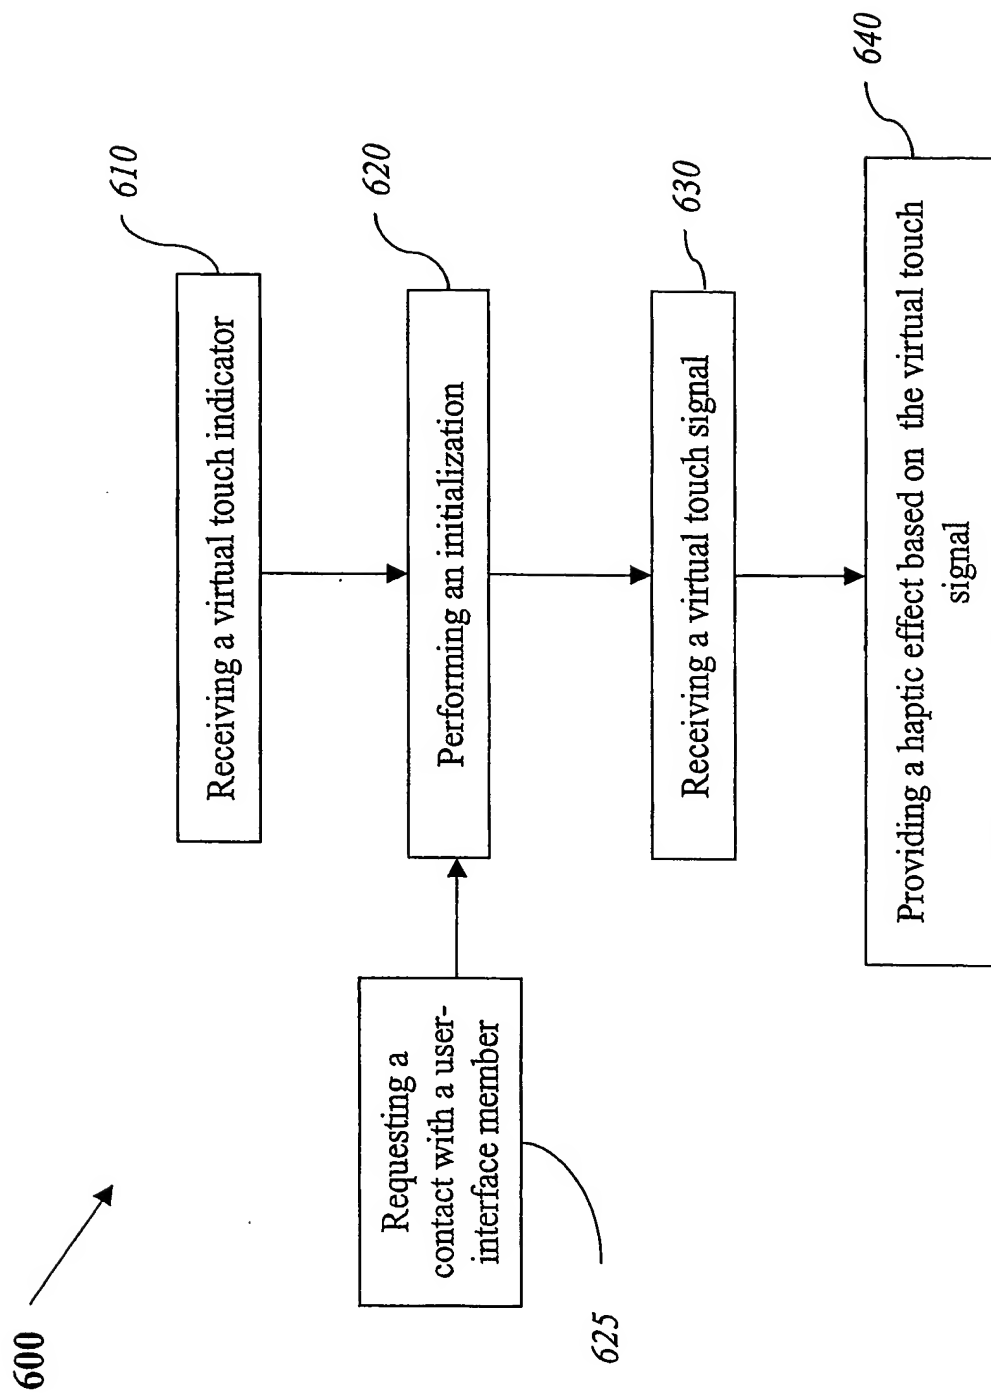 600
610
Receiving a virtual touch indicator
620
Performing an initialization
Requesting a
contact with a user-
interface member
625
630
Receiving a virtual touch signal
640
Providing a haptic effect based on the virtual touch
signal